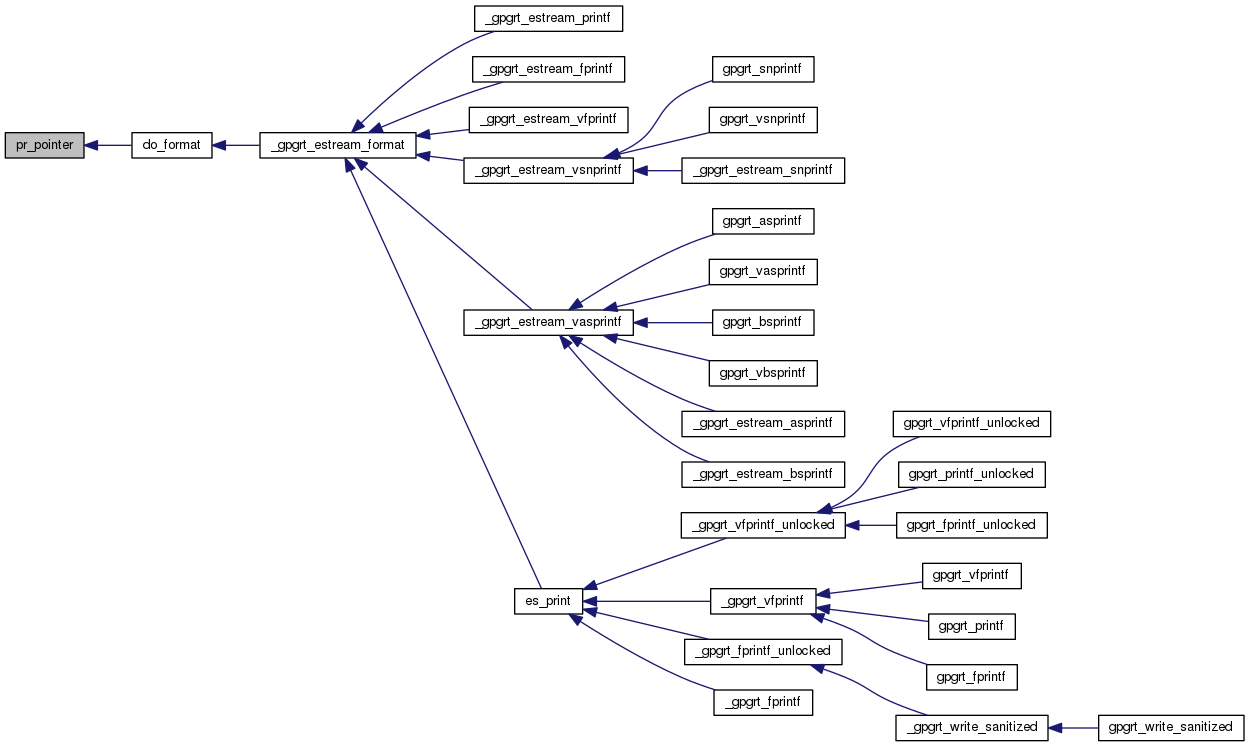 _gpgrt_estream_printf
_gpgrt_estream_fprintf
gpgrt_snprintf
_gpgrt_estream_vfprintf
gpgrt_vsnprintf
pr_pointer
do_format
_gpgrt_estream_format
_gpgrt_estream_vsnprintf
_gpgrt_estream_snprintf
gpgrt_asprintf
gpgrt_vasprintf
_gpgrt_estream_vasprintf
gpgrt_bsprintf
gpgrt_vbsprintf
_gpgrt_estream_asprintf
gpgrt_vfprintf_unlocked
_gpgrt_estream_bsprintf
gpgrt_printf_unlocked
_gpgrt_vfprintf_unlocked
gpgrt_fprintf_unlocked
gpgrt_vfprintf
es_print
_gpgrt_vfprintf
gpgrt_printf
_gpgrt_fprintf_unlocked
gpgrt_fprintf
_gpgrt_fprintf
_gpgrt_write_sanitized
gpgrt_write_sanitized